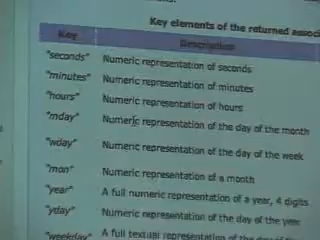 Key elements of the returned associ
Key Description
"seconds" Numeric representation of seconds
"minutes" Numeric representation of minutes
"hours" Numeric representation of hours
"mday" Numeric representation of the day of the month
"wday" Numeric representation of the day of the week
"mon" Numeric representation of a month
"year" A full numeric representation of a year, 4 digits
"yday" Numeric representation of the day of the year
"weekday" A full textual representation of the day of the